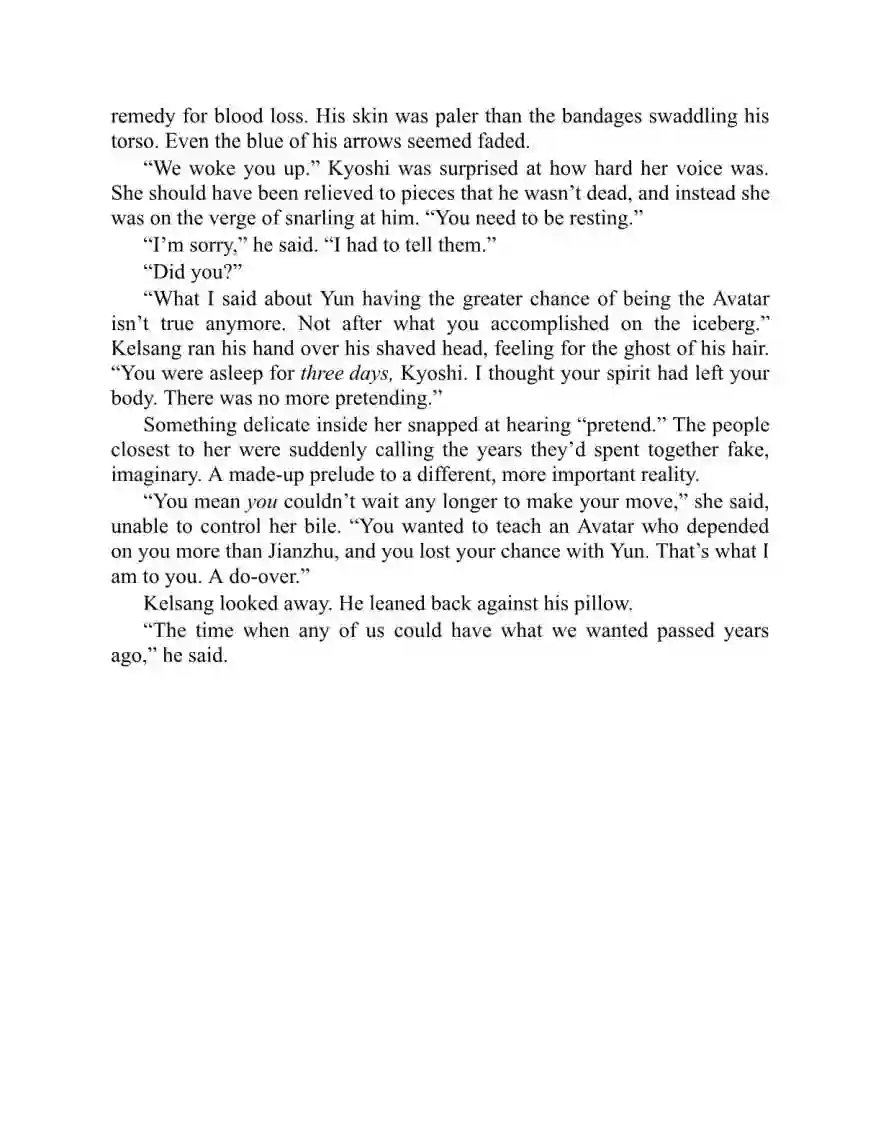 remedy for blood loss. His skin was paler than the bandages swaddling his
torso. Even the blue of his arrows seemed faded.
“We woke you up.” Kyoshi was surprised at how hard her voice was.
She should have been relieved to pieces that he wasn’t dead, and instead she
was on the verge of snarling at him. “You need to be resting.”
“I’m sorry,” he said. “I had to tell them.”
“Did you?”
“What I said about Yun having the greater chance of being the Avatar
isn’t true anymore. Not after what you accomplished on the iceberg.”
Kelsang ran his hand over his shaved head, feeling for the ghost of his hair.
“You were asleep for three days, Kyoshi. I thought your spirit had left your
body. There was no more pretending.”
Something delicate inside her snapped at hearing “pretend.” The people
closest to her were suddenly calling the years they’d spent together fake,
imaginary. A made-up prelude to a different, more important reality.
“You mean you couldn’t wait any longer to make your move,” she said,
unable to control her bile. “You wanted to teach an Avatar who depended
on you more than Jianzhu, and you lost your chance with Yun. That’s what I
am to you. A do-over.”
Kelsang looked away. He leaned back against his pillow.
“The time when any of us could have what we wanted passed years
ago,” he said.